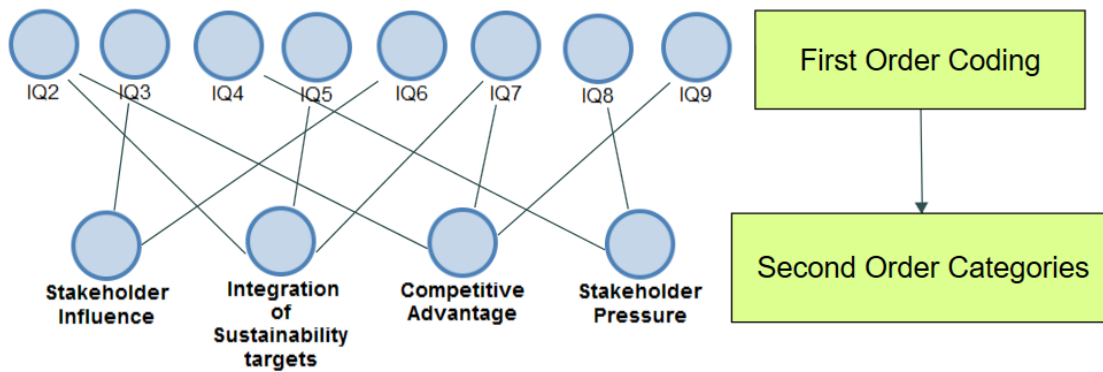 IQ2
IQ3
IQ4
IQ5
IQ6
IQ7
IQ8
IQ9
First Order Coding
Stakeholder
Influence
Integration
of
Sustainability
targets
Competitive
Advantage
Stakeholder
Pressure
Second Order Categories